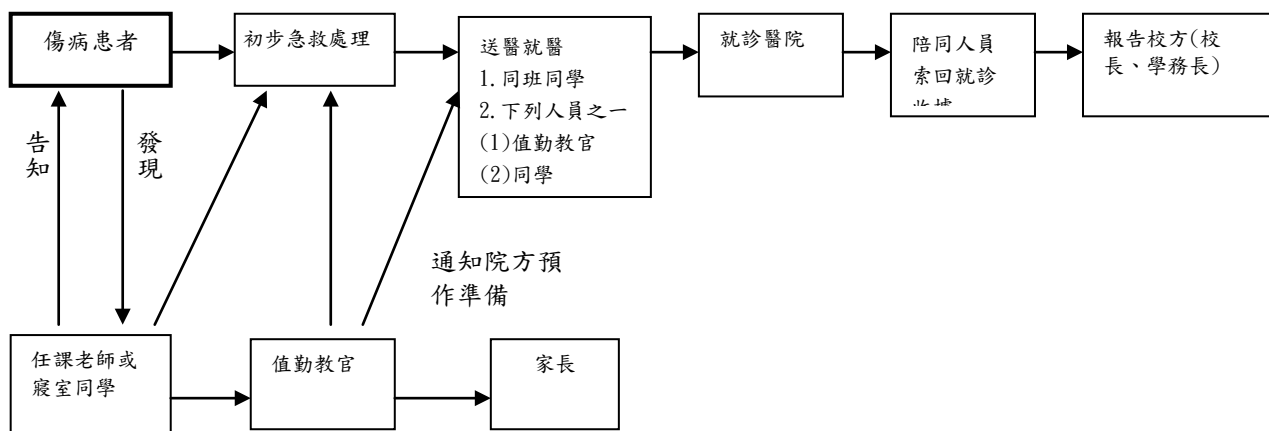 傷病患者
初步急救處理
送醫就醫
1.同班同學
2.下列人員之一
(1)值勤教官
(2)同學
就診醫院
陪同人員
索回就診
收據
報告校方(校
長、學務長)
告知
發現
通知院方預
作準備
任課老師或
寢室同學
值勤教官
家長